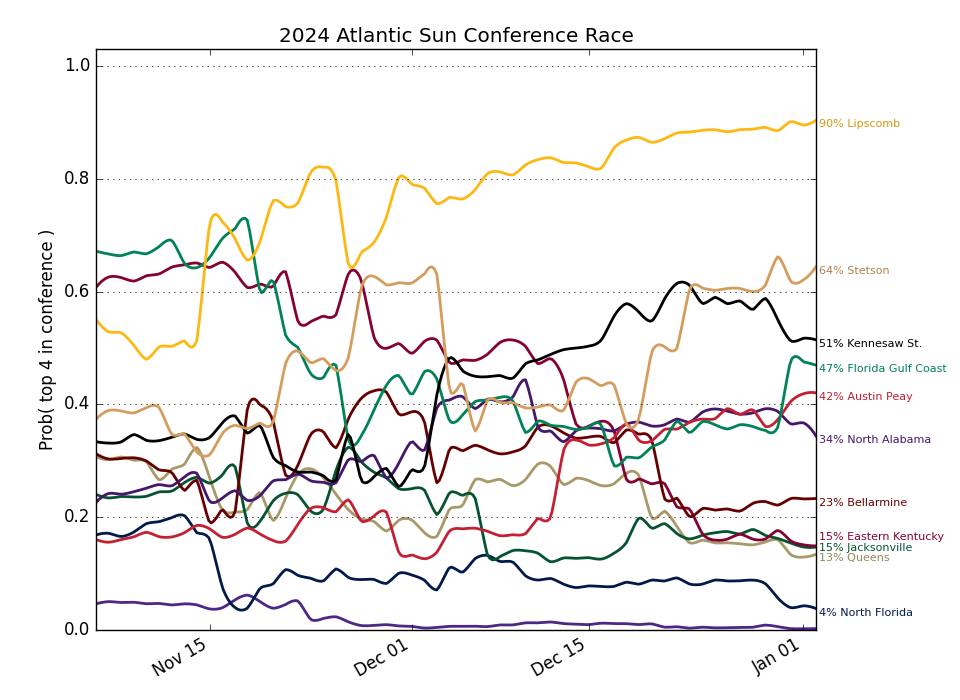 2024 Atlantic Sun Conference Race
Prob( top 4 in conference )
1.0
0.8
0.6
0.4
0.2
0.0
Nov 15
Dec 01
Dec 15
Jan 01
90% Lipscomb
64% Stetson
51% Kennesaw St.
47% Florida Gulf Coast
42% Austin Peay
34% North Alabama
23% Bellarmine
15% Eastern Kentucky
15% Jacksonville
13% Queens
4% North Florida